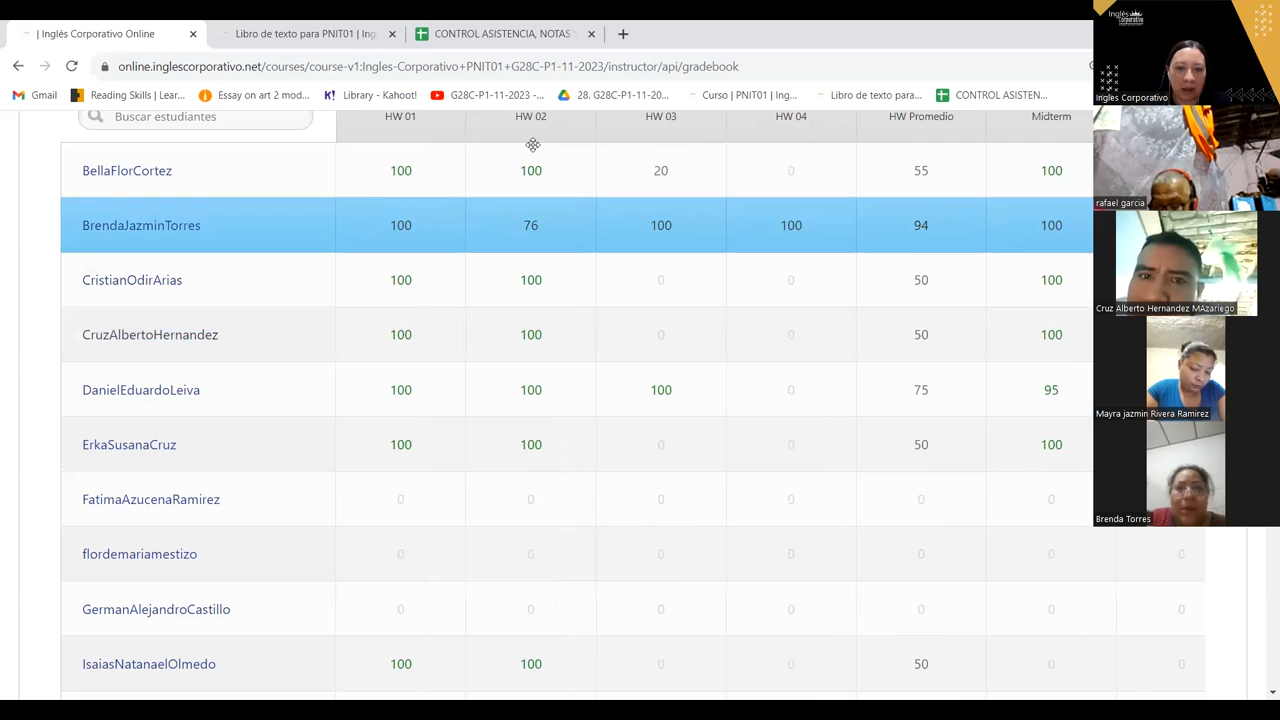 | Inglés Corporativo Online
Libro de texto para PNIT01 | Ing
CONTROL ASISTENCIA, NOTAS
online.inglescorporativo.net/courses/course-v1:Ingles-Corporativo+PNIT01+G28C-P1-11-2023/instructor/api/gradebook
Gmail
Reading Skills | Lear...
Essay on art 2 mod...
Library - Ka
G28C-P1-11-2023 -...
28. G28C-P1-11-20
Curso | PNIT01 | Ing...
Libro de texto para...
CONTROL ASISTEN...
Buscar estudiantes HW 01 HW 02 HW 03 HW 04 HW Promedio Midterm
BellaFlorCortez 100 100 20 0 55 100
BrendaJazminTorres 100 76 100 100 94 100
CristianOdirArias 100 100 0 0 50 100
CruzAlbertoHernandez 100 100 0 0 50 100
DanielEduardoLeiva 100 100 100 0 75 95
ErkaSusanaCruz 100 100 0 0 50 100
FatimaAzucenaRamirez 0 0 0 0 0 0
flordemariamestizo 0 0 0 0 0 0 0
GermanAlejandroCastillo 0 0 0 0 0 0 0
IsaiasNatanaelOlmedo 100 100 0 0 50 0 0
Inglés
Corporativo
Ingles Corporativo
rafael garcia
Cruz Alberto Hernandez MAzariego
Mayra jazmin Rivera Ramirez
Brenda Torres